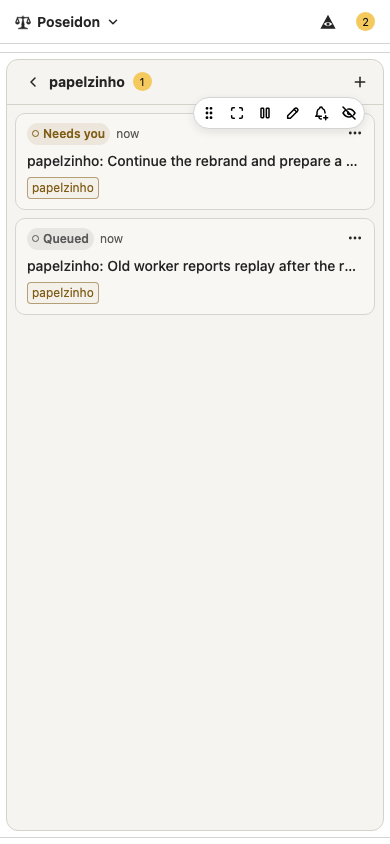 Poseidon
2
papelzinho 1
Needs you now
papelzinho: Continue the rebrand and prepare a ...
papelzinho
Queued now
papelzinho: Old worker reports replay after the r...
papelzinho